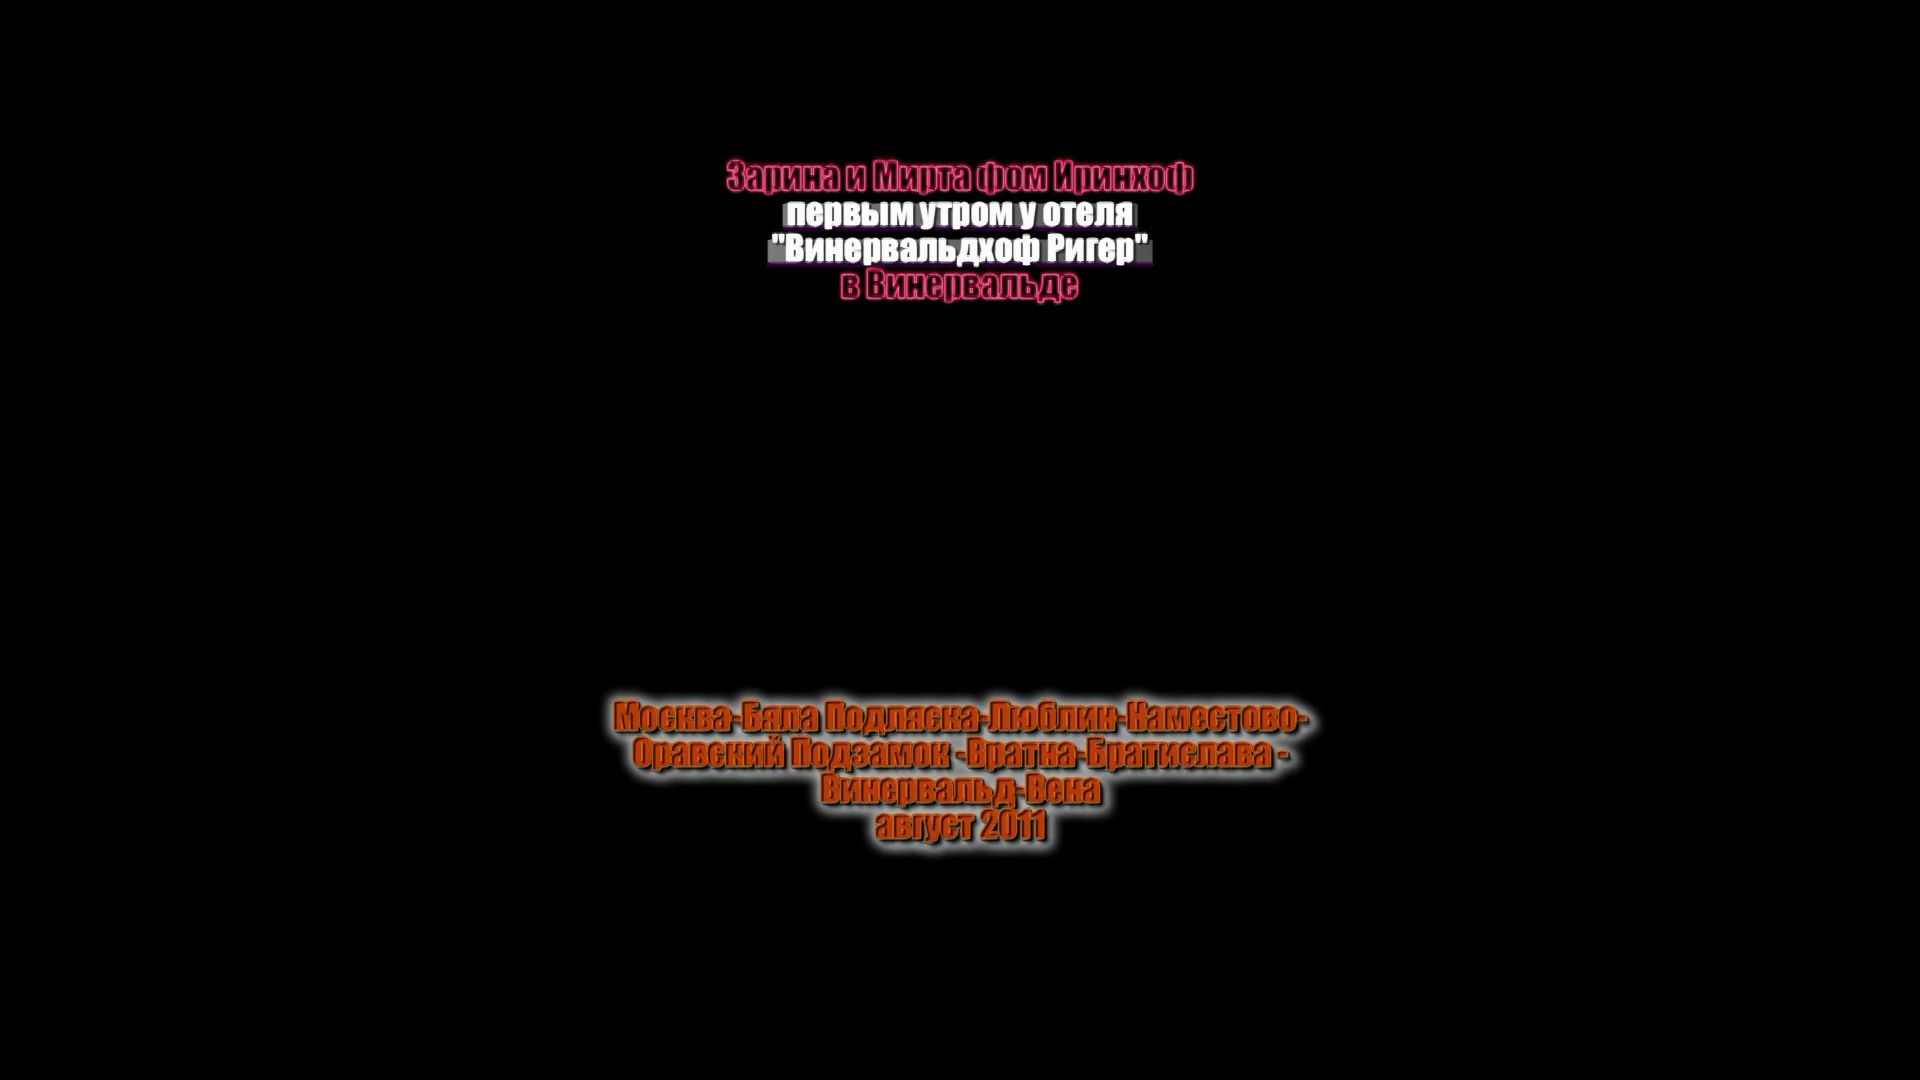 Зарина и Мирта фом Иринхоф
первым утром у отеля
"Винервальдхоф Ригер"
в Винервальде
Москва-Бяла Подляска-Люблин-Наместово-
Оравский Подзамок -Вратна-Братислава -
Винервальд-Вена
август 2011